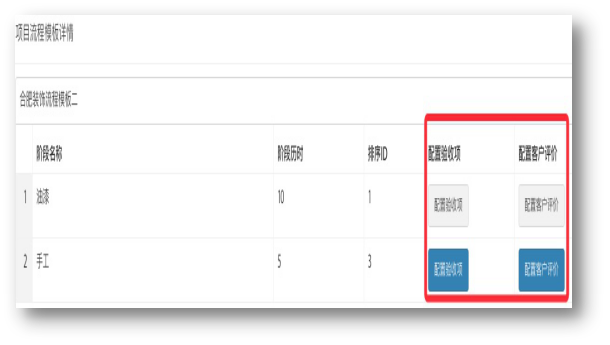 项目流程模板详情
合肥装饰流程模板二
阶段名称 阶段历时 排序ID 配置验收项 配置客户评价
1 油漆 10 1 配置验收项 配置客户评价
2 手工 5 3 配置验收项 配置客户评价